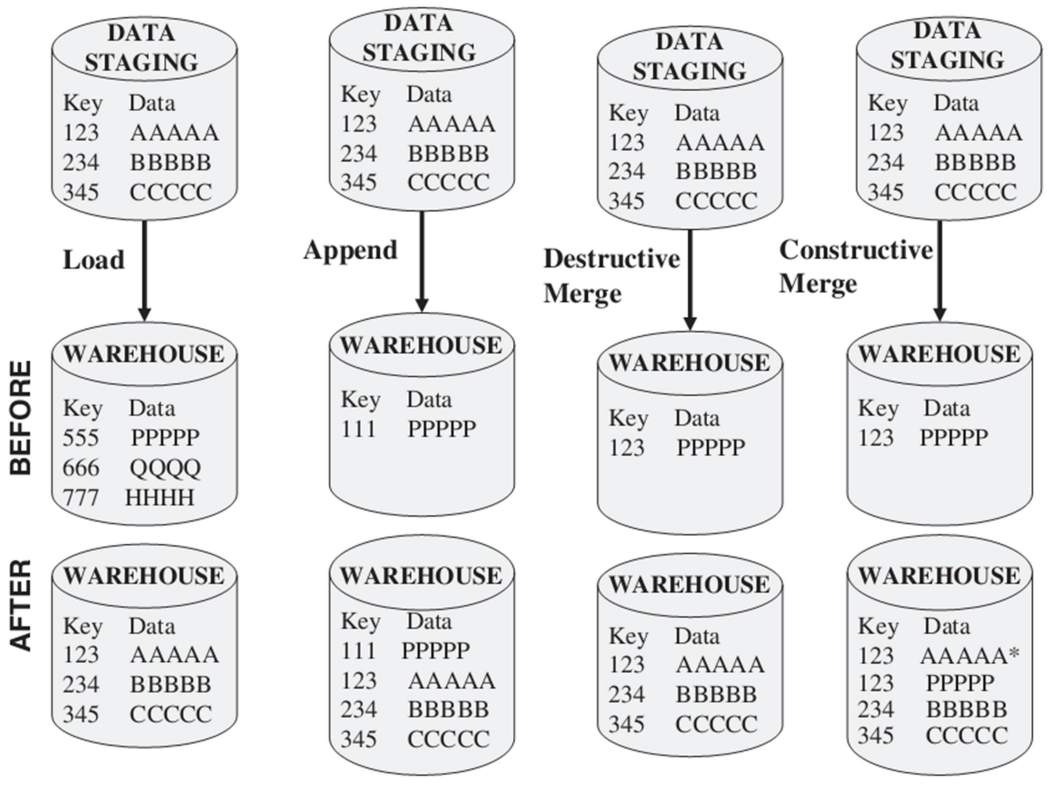 DATA
STAGING
Key Data
123 AAAAA
234 BBBBB
345 CCCCC
Load
DATA
STAGING
Key Data
123 AAAAA
234 BBBBB
345 CCCCC
Append
DATA
STAGING
Key Data
123 AAAAA
234 BBBBB
345 CCCCC
Destructive
Merge
DATA
STAGING
Key Data
123 AAAAA
234 BBBBB
345 CCCCC
Constructive
Merge
BEFORE
WAREHOUSE
Key Data
555 PPPPP
666 QQQQ
777 HHHH
WAREHOUSE
Key Data
111 PPPPP
WAREHOUSE
Key Data
123 PPPPP
WAREHOUSE
Key Data
123 PPPPP
AFTER
WAREHOUSE
Key Data
123 AAAAA
234 BBBBB
345 CCCCC
WAREHOUSE
Key Data
111 PPPPP
123 AAAAA
234 BBBBB
345 CCCCC
WAREHOUSE
Key Data
123 AAAAA
234 BBBBB
345 CCCCC
WAREHOUSE
Key Data
123 AAAAA*
123 PPPPP
234 BBBBB
345 CCCCC